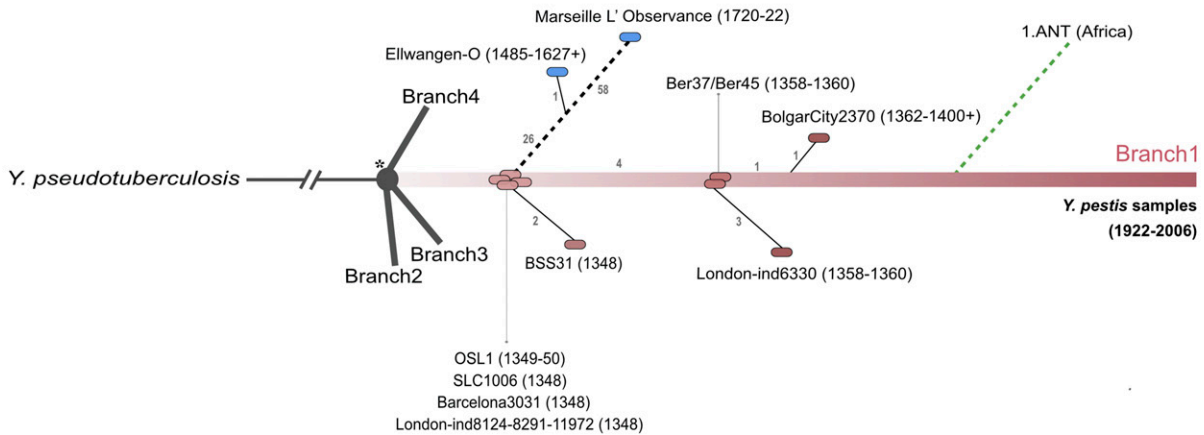 Marseille L' Observance (1720-22)
1.ANT (Africa)
Ellwangen-O (1485-1627+)
Ber37/Ber45 (1358-1360)
58
1
Branch4
BolgarCity2370 (1362-1400+)
26
*
4
1
1
Branch1
Y. pseudotuberculosis
Y. pestis samples
(1922-2006)
2
3
Branch3
BSS31 (1348)
Branch2
London-ind6330 (1358-1360)
OSL1 (1349-50)
SLC1006 (1348)
Barcelona3031 (1348)
London-ind8124-8291-11972 (1348)